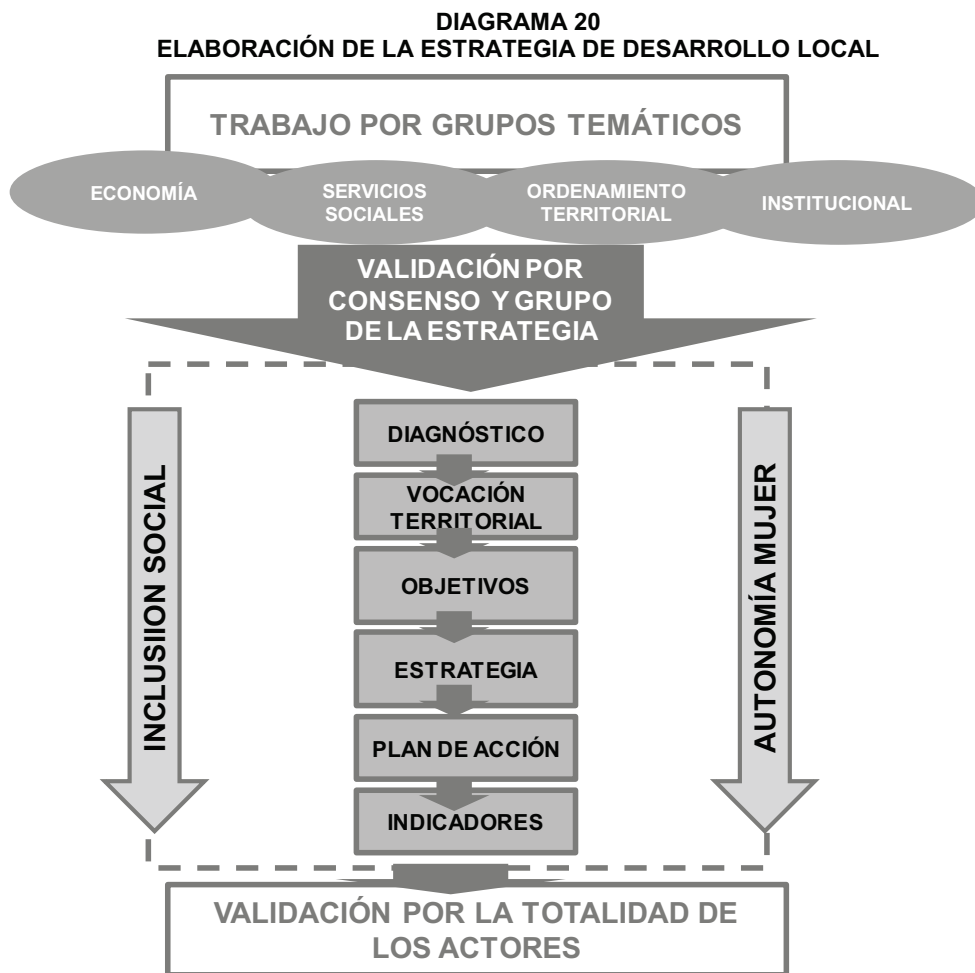 DIAGRAMA 20
ELABORACIÓN DE LA ESTRATEGIA DE DESARROLLO LOCAL
TRABAJO POR GRUPOS TEMÁTICOS
ECONOMÍA
SERVICIOS
SOCIALES
ORDENAMIENTO
TERRITORIAL
INSTITUCIONAL
VALIDACIÓN POR
CONSENSO Y GRUPO
DE LA ESTRATEGIA
INCLUSIION SOCIAL
DIAGNÓSTICO
VOCACIÓN
TERRITORIAL
OBJETIVOS
ESTRATEGIA
PLAN DE ACCIÓN
INDICADORES
AUTONOMÍA MUJER
VALIDACIÓN POR LA TOTALIDAD DE
LOS ACTORES